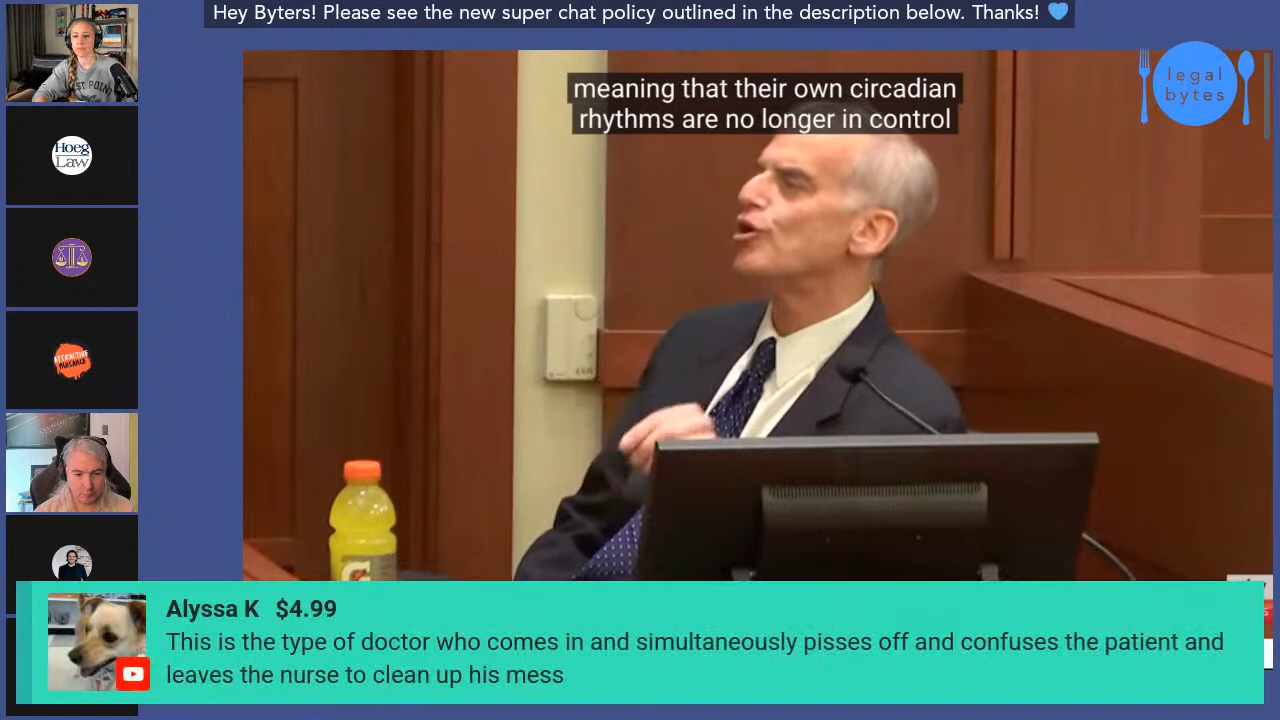 Hey Byters! Please see the new super chat policy outlined in the description below. Thanks!
legal
bytes
meaning that their own circadian
rhythms are no longer in control
Hoeg
Law
ATTRACTIVE
NUISANCE
G
Alyssa K $4.99
This is the type of doctor who comes in and simultaneously pisses off and confuses the patient and
leaves the nurse to clean up his mess